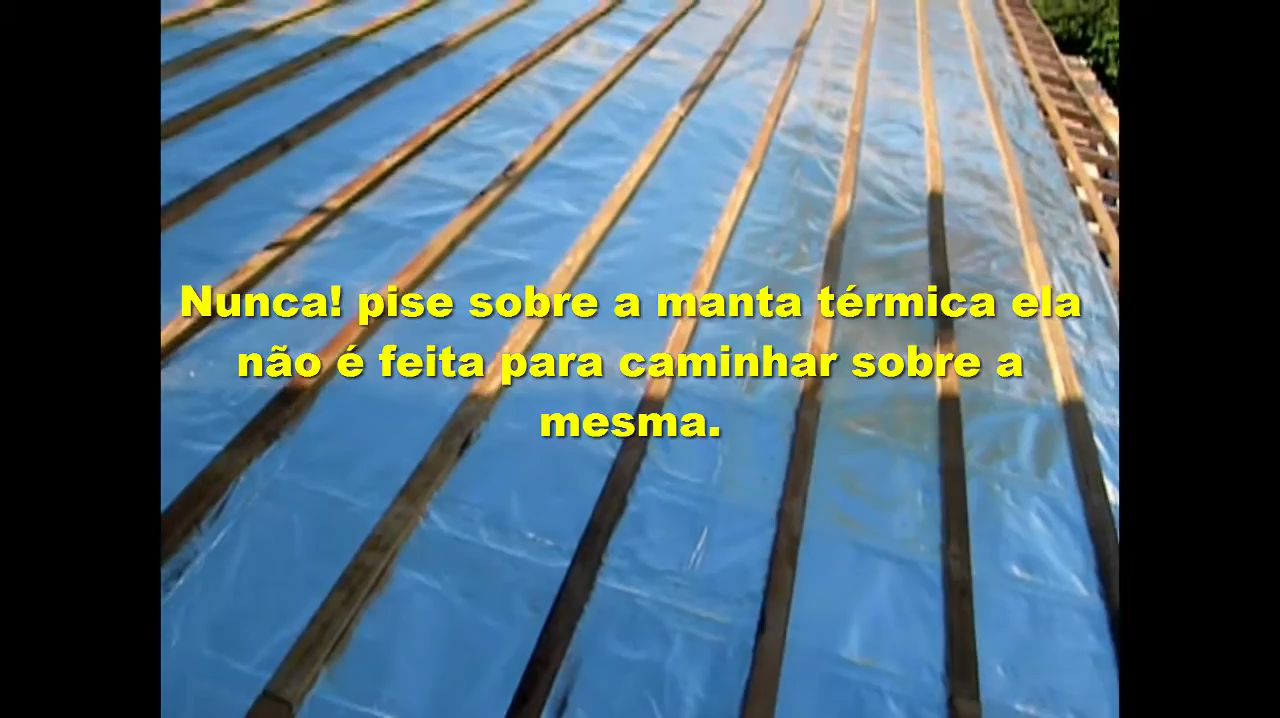 Nunca! pise sobre a manta térmica ela
não é feita para caminhar sobre a
mesma.